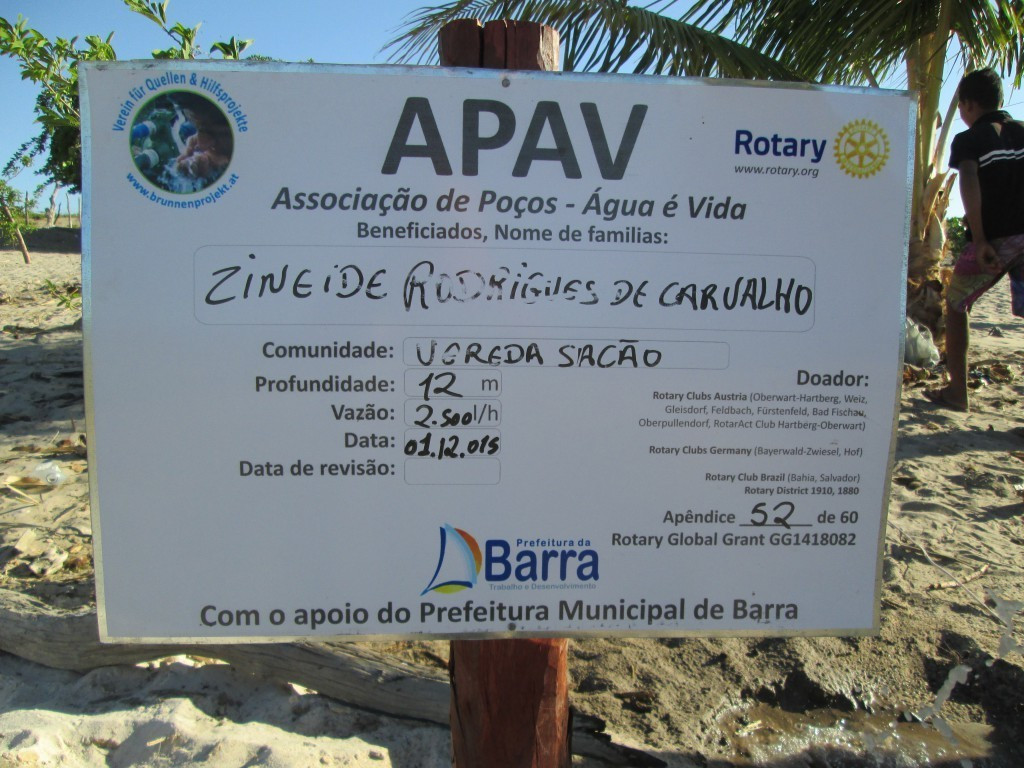 Verein für Quellen & Hilfsprojekte
www.brunnenprojekt.at
APAV
Rotary
www.rotary.org
Associação de Poços - Água é Vida
Beneficiados, Nome de familias:
ZINEIDE RODRIGUES DE CARVALHO
Comunidade: VEREDA SACÃO
Profundidade: 12 m
Vazão: 2.500 l/h
Data: 01.12.015
Data de revisão:
Doador:
Rotary Clubs Austria (Oberwart-Hartberg, Weiz,
Gleisdorf, Feldbach, Fürstenfeld, Bad Fischau,
Oberpullendorf, RotarAct Club Hartberg-Oberwart)
Rotary Clubs Germany (Bayerwald-Zwiesel, Hof)
Rotary Club Brazil (Bahia, Salvador)
Rotary District 1910, 1880
Apêndice 52 de 60
Rotary Global Grant GG1418082
Prefeitura da
Barra
Trabalho e Desenvolvimento
Com o apoio do Prefeitura Municipal de Barra